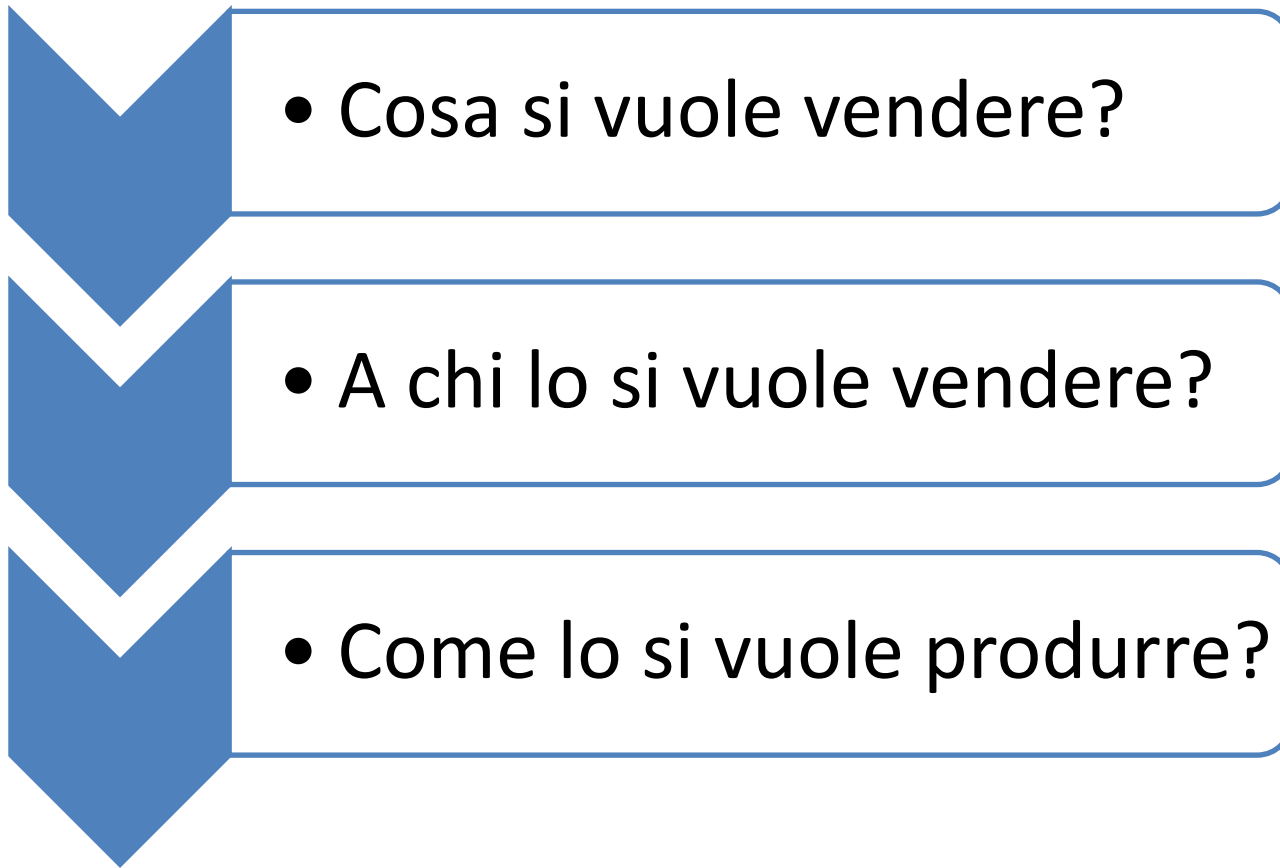 • Cosa si vuole vendere?
• A chi lo si vuole vendere?
• Come lo si vuole produrre?